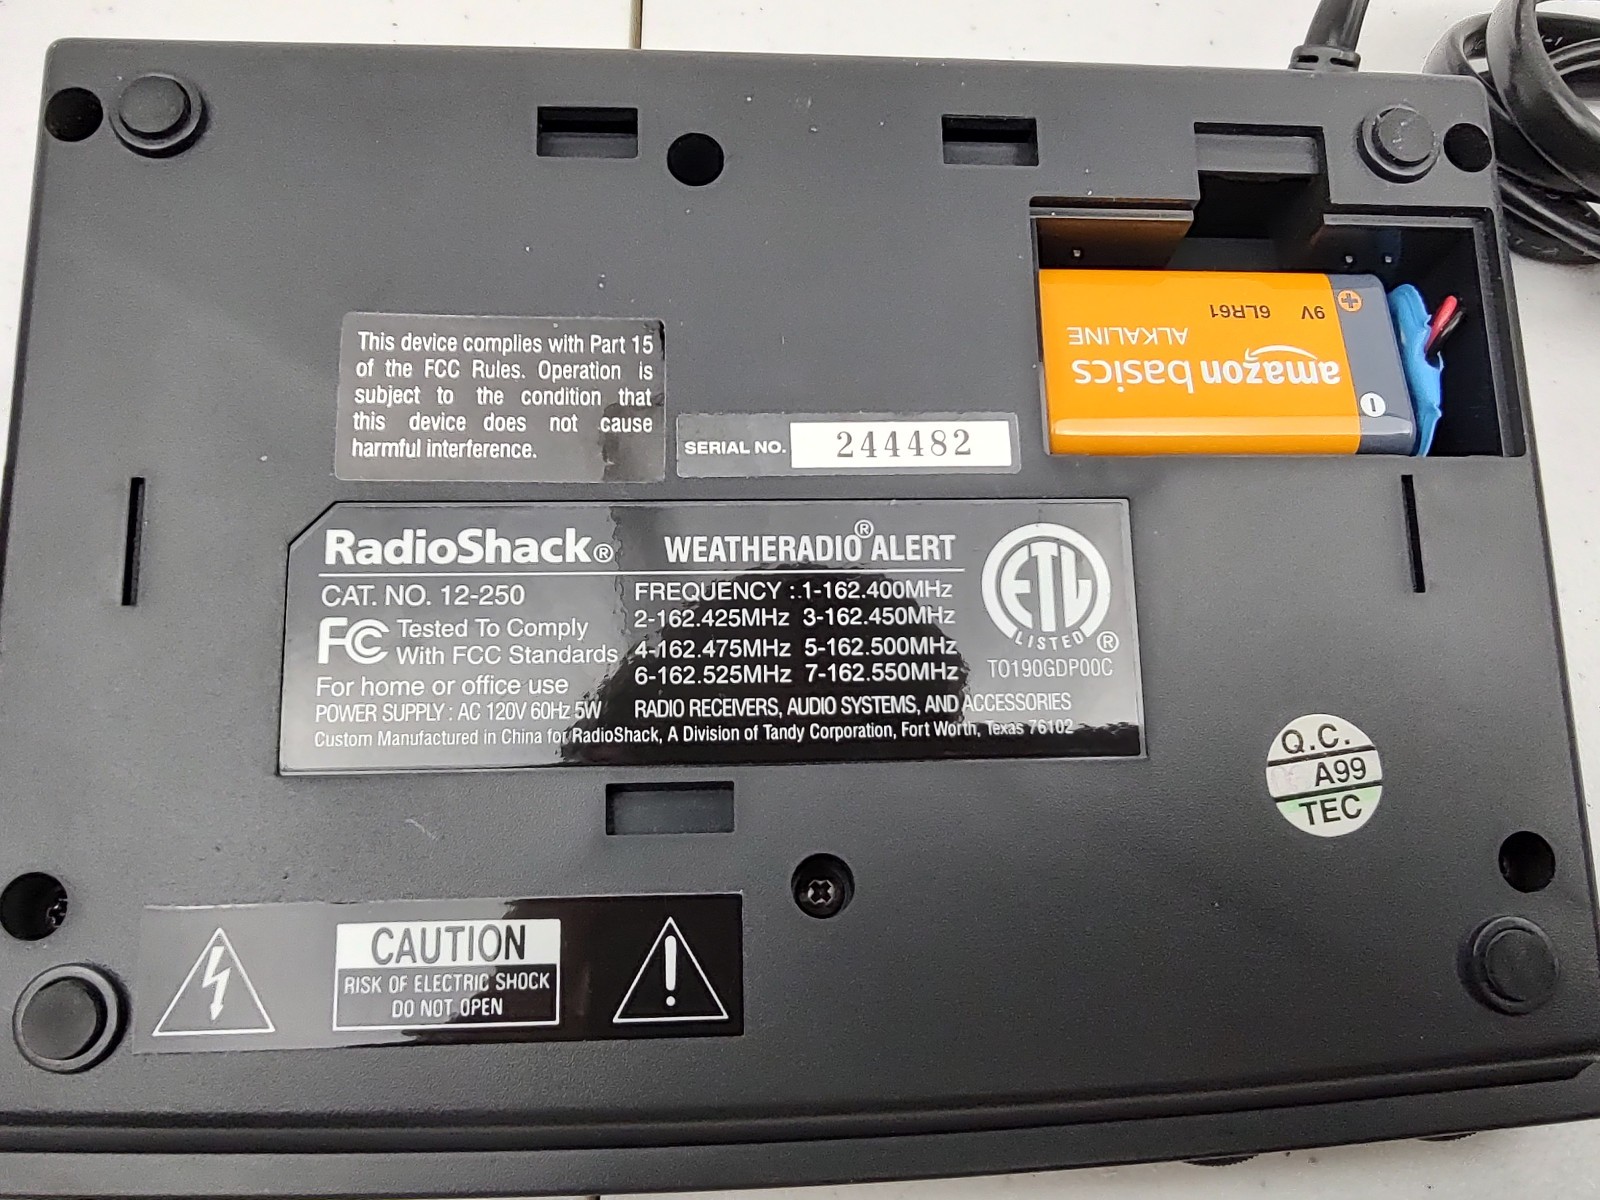 This device complies with Part 15
of the FCC Rules. Operation is
subject to the condition that
this device does not cause
harmful interference.
SERIAL NO. 244482
9V 6LR61
ALKALINE
amazon basics
RadioShack®
WEATHERADIO® ALERT
CAT. NO. 12-250
FC Tested To Comply
With FCC Standards
For home or office use
POWER SUPPLY : AC 120V 60Hz 5W
FREQUENCY : 1-162.400MHz
2-162.425MHz 3-162.450MHz
4-162.475MHz 5-162.500MHz
6-162.525MHz 7-162.550MHz
RADIO RECEIVERS, AUDIO SYSTEMS, AND ACCESSORIES
Custom Manufactured in China for RadioShack, A Division of Tandy Corporation, Fort Worth, Texas 76102
ETL
LISTED ®
TO190GDP00C
Q.C.
A99
TEC
CAUTION
RISK OF ELECTRIC SHOCK
DO NOT OPEN